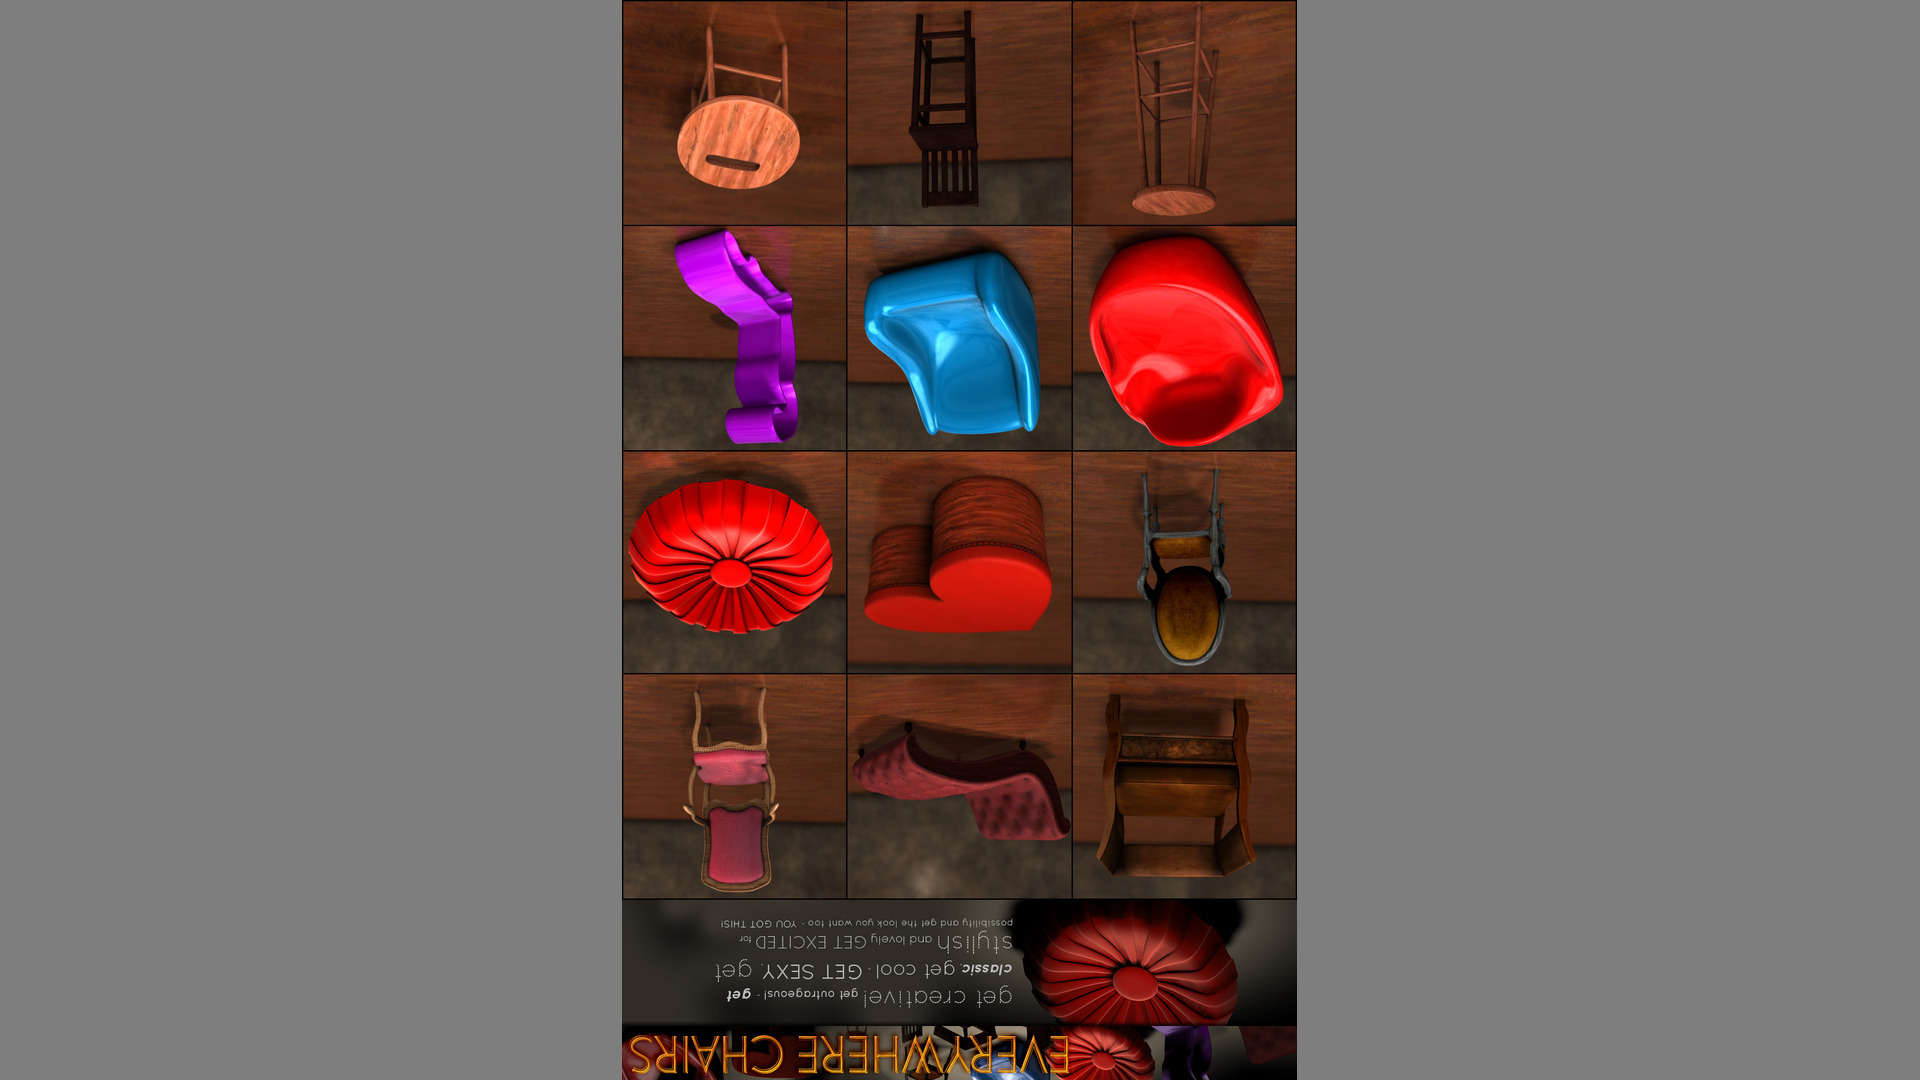 EVERYWHERE CHAIRS
get creative! get outrageous! - get
classic. get cool - GET SEXY. get
stylish and lovely GET EXCITED for
possibility and get the look you want too - YOU GOT THIS!